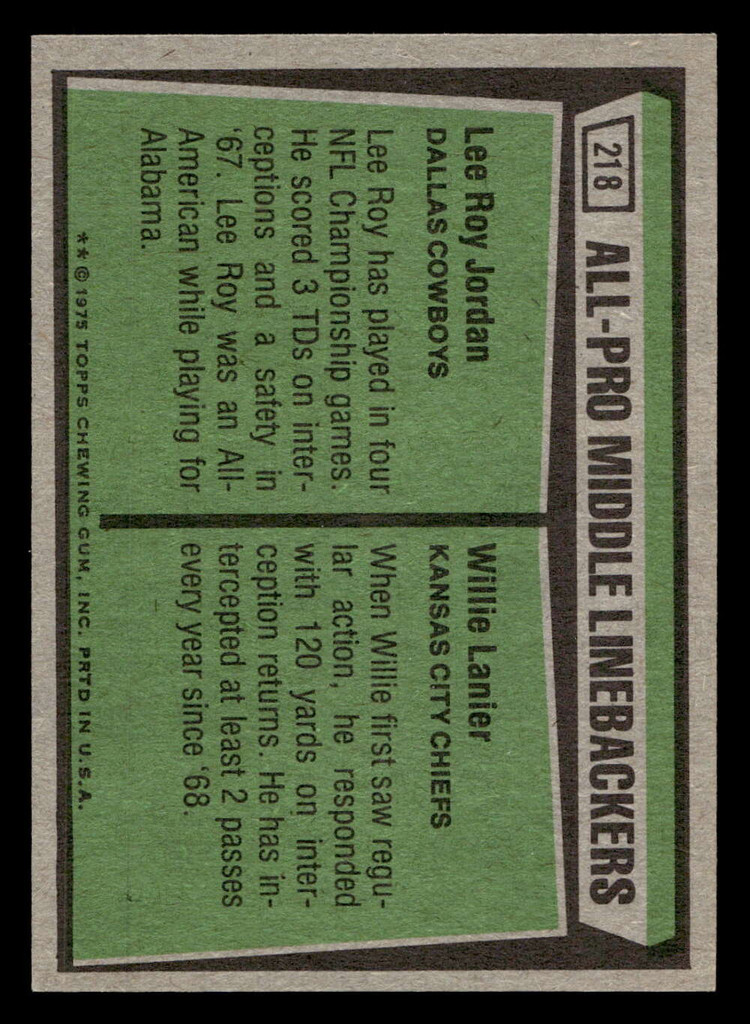 218
ALL-PRO MIDDLE LINEBACKERS
Lee Roy Jordan
DALLAS COWBOYS
Lee Roy has played in four
NFL Championship games.
He scored 3 TDs on inter-
ceptions and a safety in
'67. Lee Roy was an All-
American while playing for
Alabama.
Willie Lanier
KANSAS CITY CHIEFS
When Willie first saw regu-
lar action, he responded
with 120 yards on inter-
ception returns. He has in-
tercepted at least 2 passes
every year since '68.
** © 1975 TOPPS CHEWING GUM, INC. PRTD IN U.S.A.